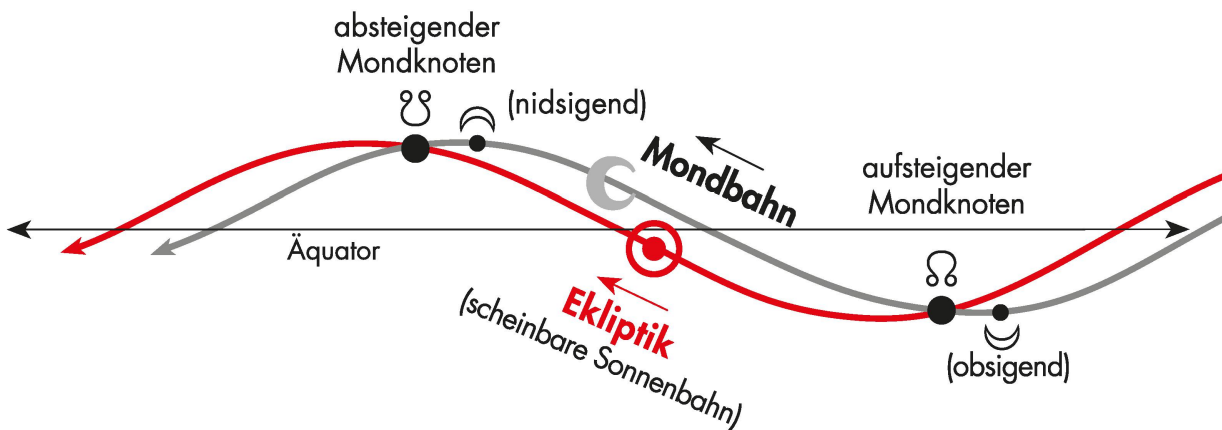 absteigender
Mondknoten
☋
(nidsigend)
Mondbahn
aufsteigender
Mondknoten
Äquator
☊
Ekliptik
(scheinbare Sonnenbahn)
(obsigend)